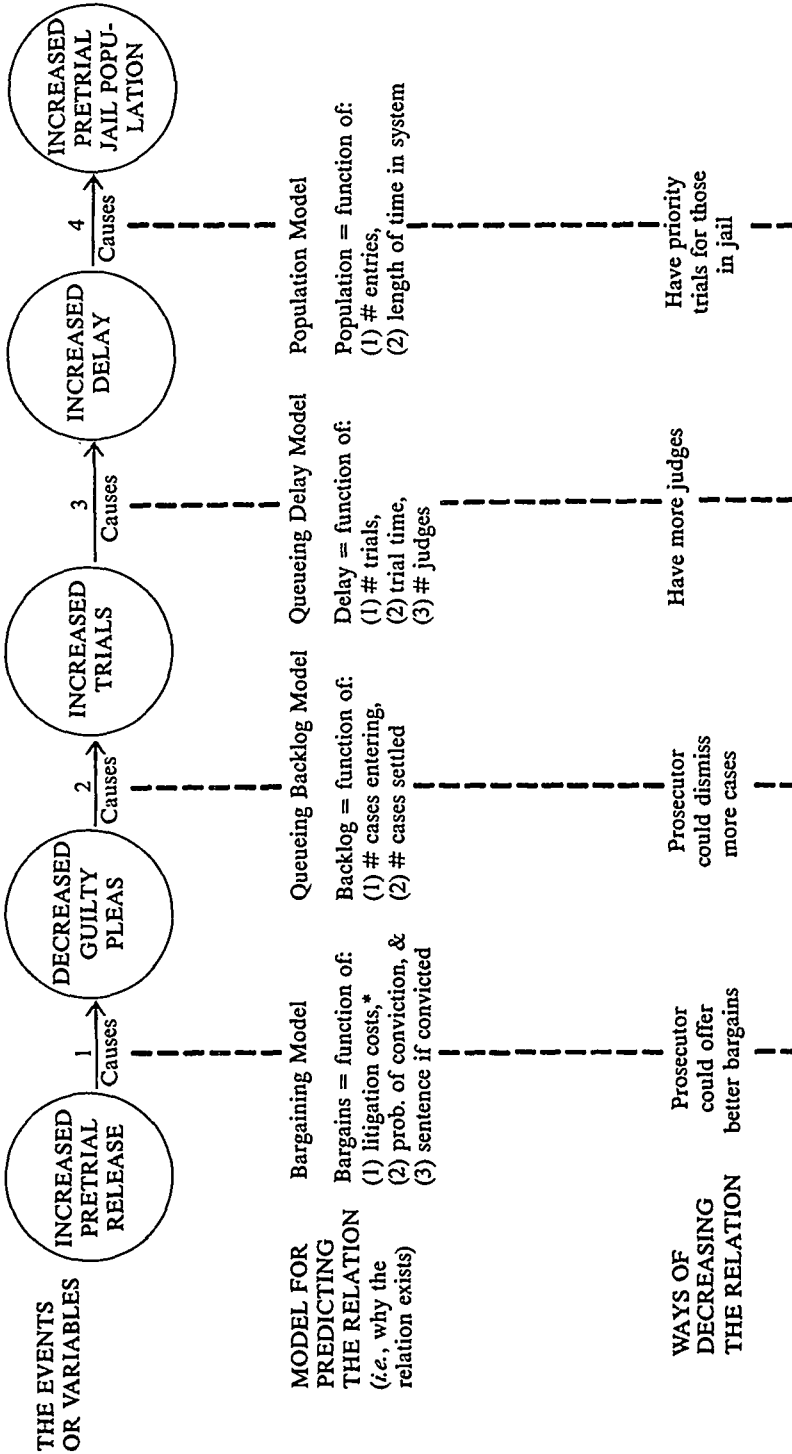 THE EVENTS
OR VARIABLES
INCREASED
PRETRIAL
RELEASE
1
Causes
DECREASED
GUILTY
PLEAS
2
Causes
INCREASED
TRIALS
3
Causes
INCREASED
DELAY
4
Causes
INCREASED
PRETRIAL
JAIL POPU-
LATION
MODEL FOR
PREDICTING
THE RELATION
(i.e., why the
relation exists)
Bargaining Model
Bargains = function of:
(1) litigation costs,*
(2) prob. of conviction, &
(3) sentence if convicted
Queueing Backlog Model
Backlog = function of:
(1) # cases entering,
(2) # cases settled
Queueing Delay Model
Delay = function of:
(1) # trials,
(2) trial time,
(3) # judges
Population Model
Population = function of:
(1) # entries,
(2) length of time in system
WAYS OF
DECREASING
THE RELATION
Prosecutor
could offer
better bargains
Prosecutor
could dismiss
more cases
Have more judges
Have priority
trials for those
in jail